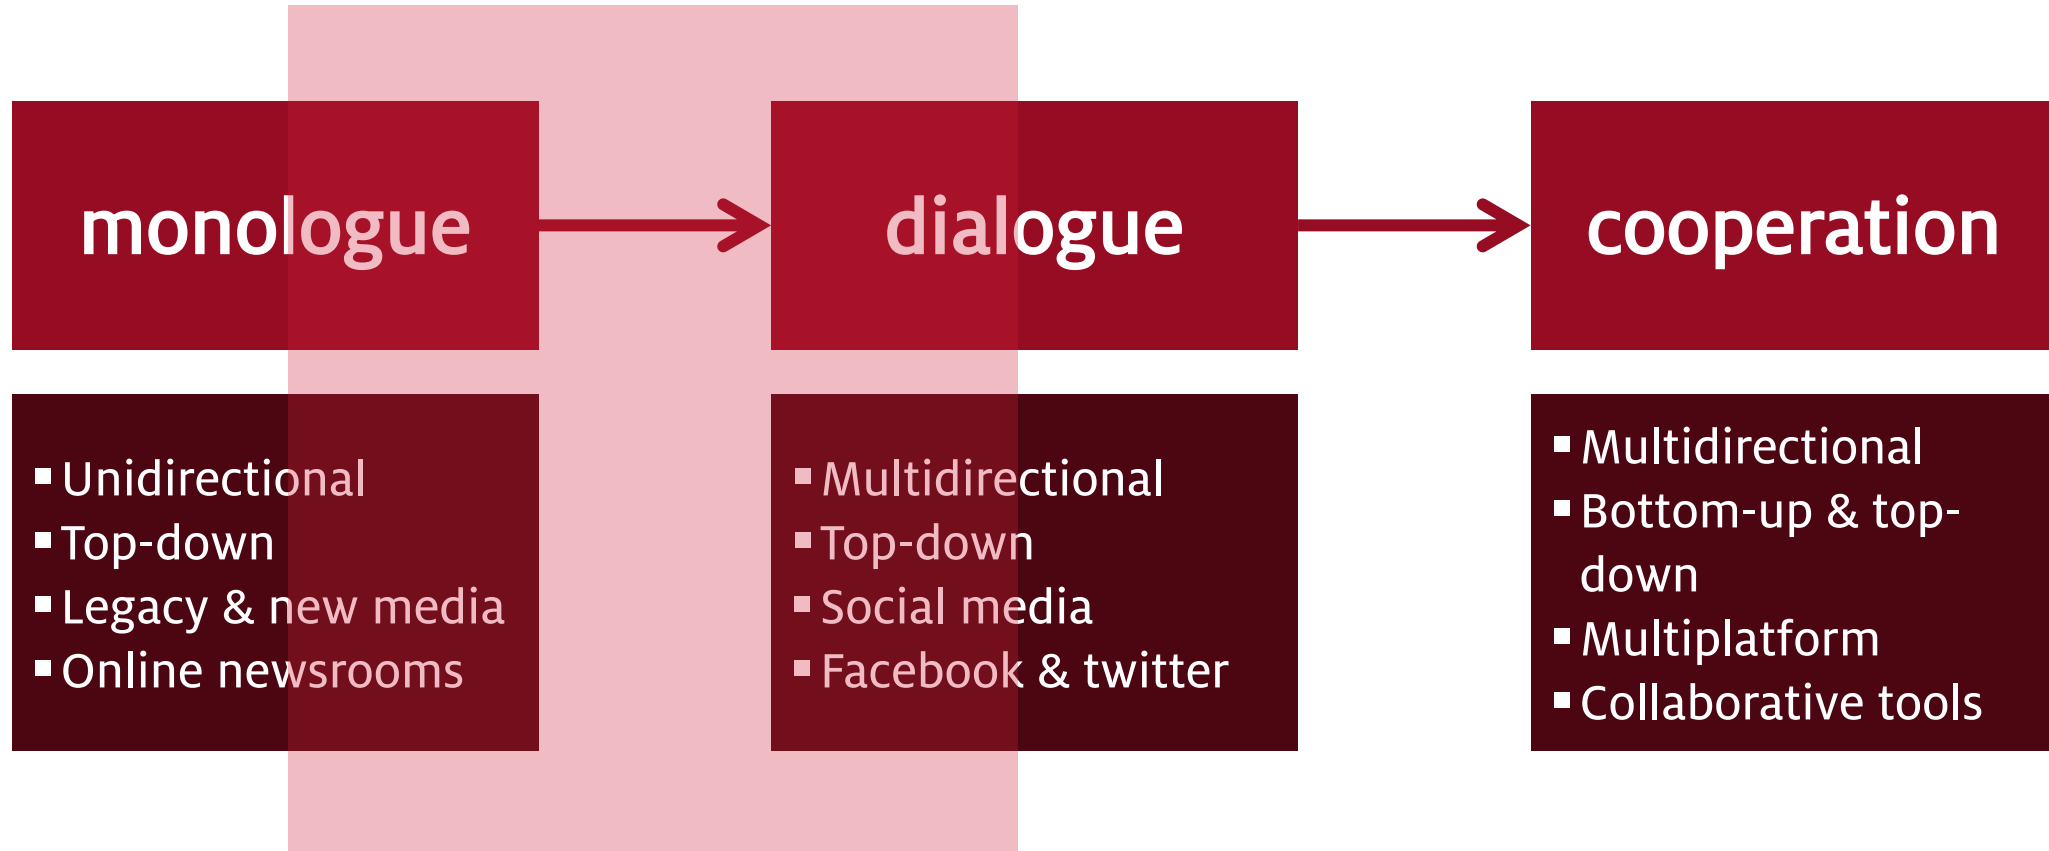 monologue
dialogue
cooperation
Unidirectional
Top-down
Legacy & new media
Online newsrooms
Multidirectional
Top-down
Social media
Facebook & twitter
Multidirectional
Bottom-up & top-
down
Multiplatform
Collaborative tools